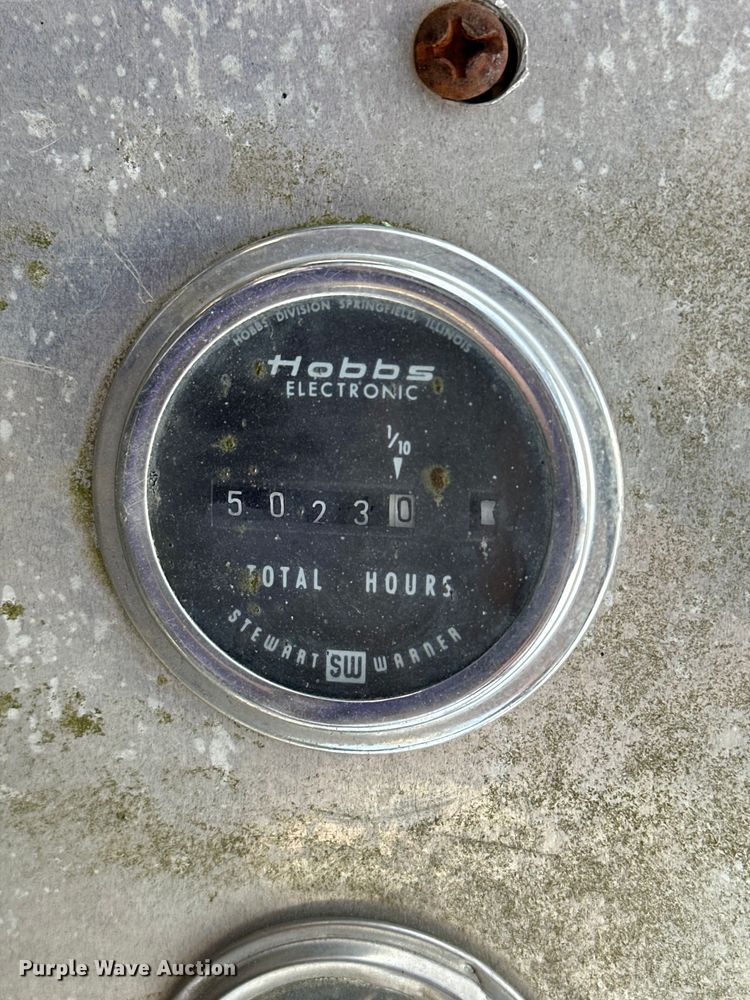 HOBBS DIVISION SPRINGFIELD, ILLINOIS
Hobbs
ELECTRONIC
1/10
50230
TOTAL HOURS
STEWART SW WARNER
Purple Wave Auction